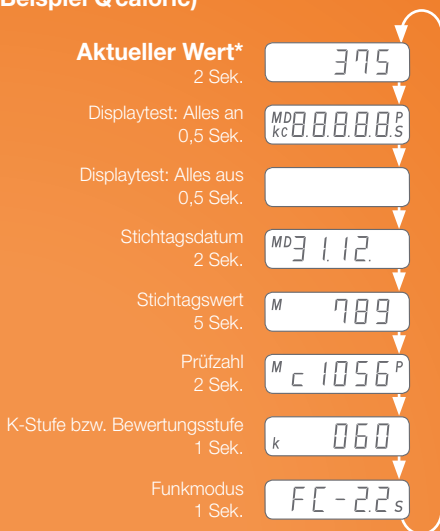 Beispiel Q caloric)
Aktueller Wert*
2 Sek.
375
Displaytest: Alles an
0,5 Sek.
MD 8.8.8.8.8. P
kc S
Displaytest: Alles aus
0,5 Sek.
Stichtagsdatum
2 Sek.
MD 31.12.
Stichtagswert
5 Sek.
M 789
Prüfzahl
2 Sek.
M c 1056 P
K-Stufe bzw. Bewertungsstufe
1 Sek.
k 060
Funkmodus
1 Sek.
FC-2.2 s